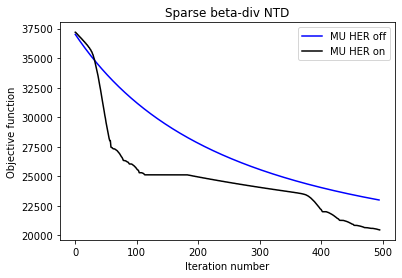 Sparse beta-div NTD
MU HER off
MU HER on
Objective function
37500
35000
32500
30000
27500
25000
22500
20000
0 100 200 300 400 500
Iteration number